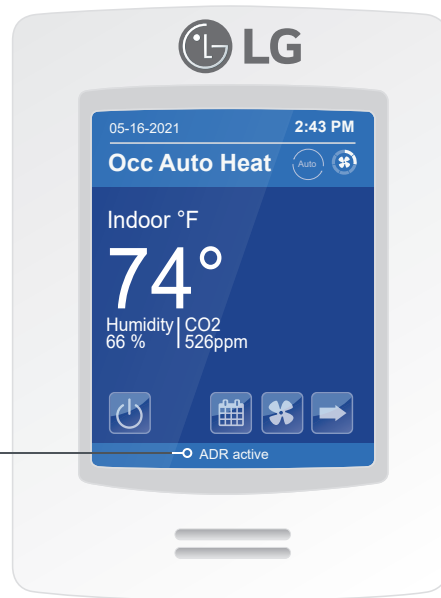 LG
05-16-2021 2:43 PM
Occ Auto Heat Auto
Indoor °F
74°
Humidity CO2
66 % 526ppm
ADR active